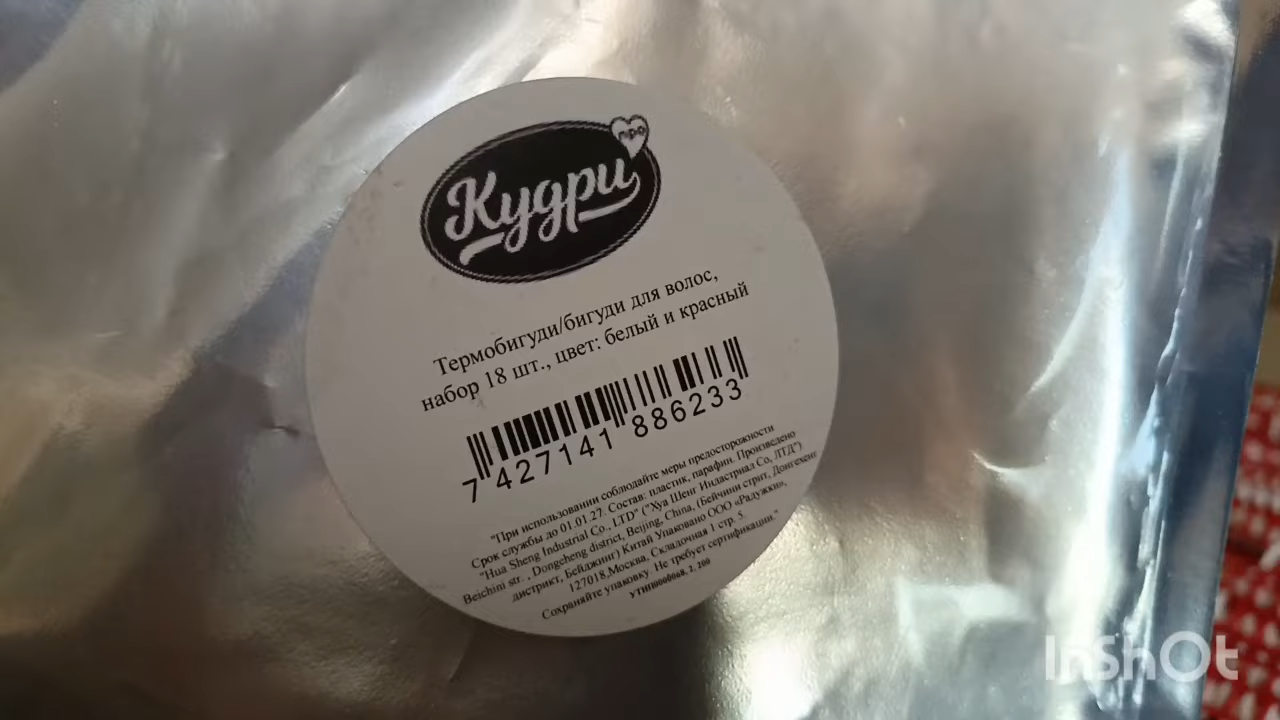 про
Кудри
Термобигуди/бигуди для волос,
набор 18 шт., цвет: белый и красный
7 427141 886233
"При использовании соблюдайте меры предосторожности
Срок службы до 01.01.27. Состав: пластик, парафин. Произведено
"Hua Sheng Industrial Co., LTD" ("Хуа Шенг Индастриал Со, ЛТД")
Beichini str. , Dongcheng district, Beijing, China, (Бейчини стрит, Донгчхенг
дистрикт, Бейджинг) Китай Упаковано ООО «Радужки»,
127018,Москва, Складочная 1 стр. 5.
Сохраняйте упаковку. Не требует сертификации."
InShOt